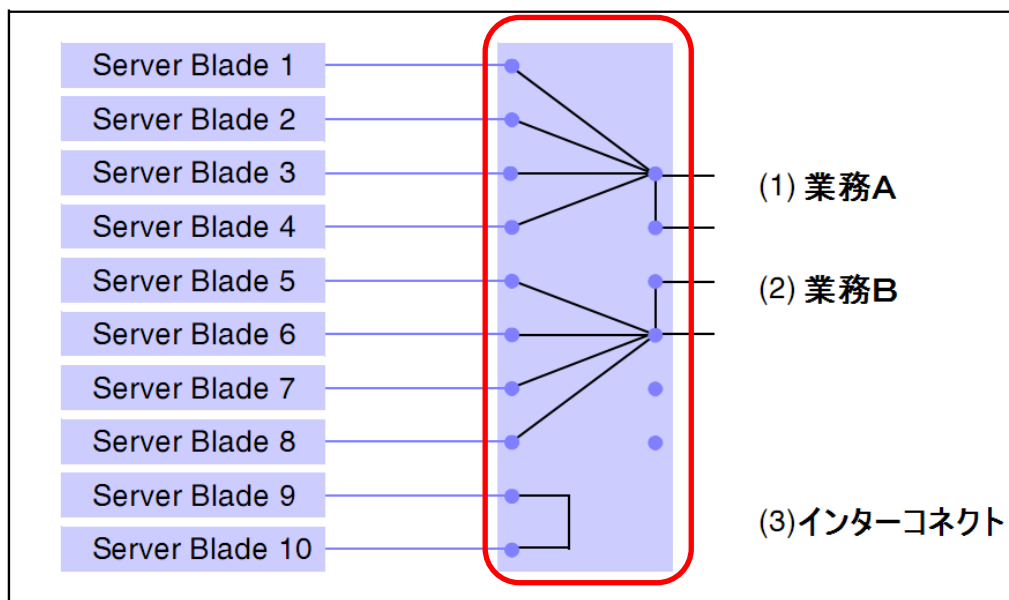 Server Blade 1
Server Blade 2
Server Blade 3
Server Blade 4
Server Blade 5
Server Blade 6
Server Blade 7
Server Blade 8
Server Blade 9
Server Blade 10
(1) 業務A
(2) 業務B
(3)インターコネクト